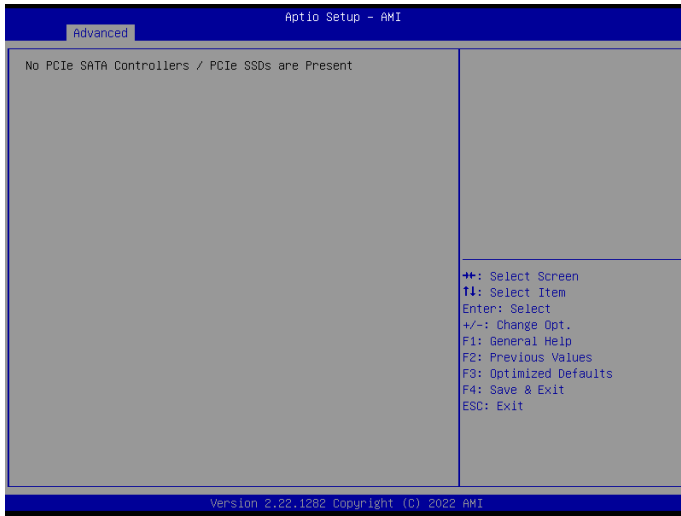 Aptio Setup – AMI
Advanced
No PCIe SATA Controllers / PCIe SSDs are Present
→←: Select Screen
↑↓: Select Item
Enter: Select
+/-: Change Opt.
F1: General Help
F2: Previous Values
F3: Optimized Defaults
F4: Save & Exit
ESC: Exit
Version 2.22.1282 Copyright (C) 2022 AMI